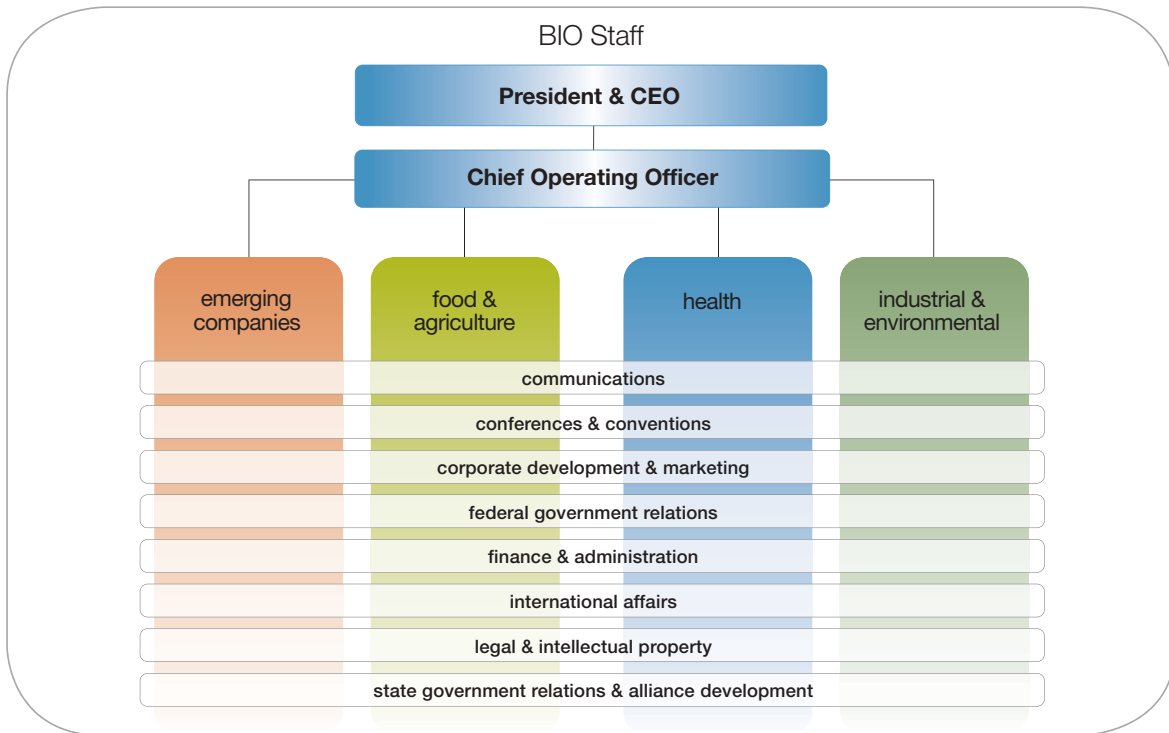 BIO Staff
President & CEO
Chief Operating Officer
emerging
companies
food &
agriculture
health
industrial &
environmental
communications
conferences & conventions
corporate development & marketing
federal government relations
finance & administration
international affairs
legal & intellectual property
state government relations & alliance development